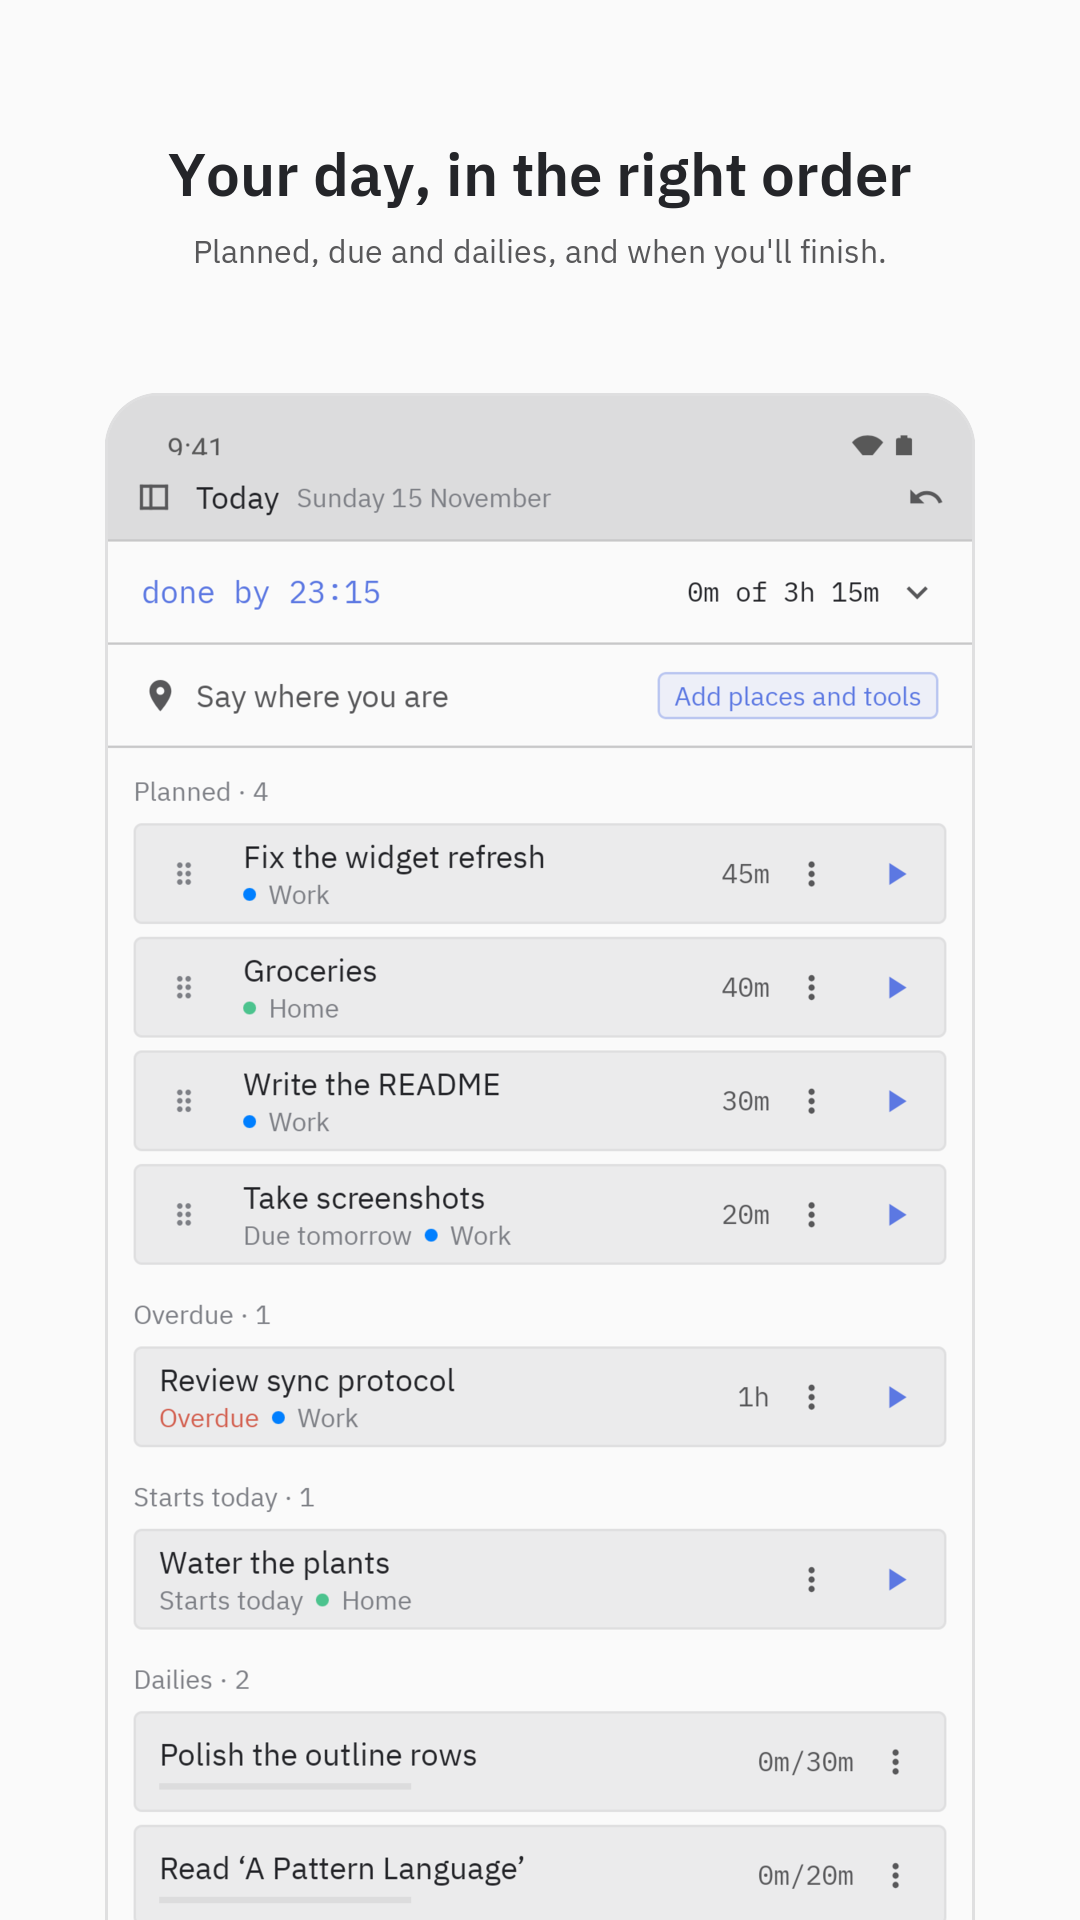 Your day, in the right order
Planned, due and dailies, and when you'll finish.
9:41
Today Sunday 15 November
done by 23:15 0m of 3h 15m
Say where you are Add places and tools
Planned · 4
Fix the widget refresh
Work
45m
Groceries
Home
40m
Write the README
Work
30m
Take screenshots
Due tomorrow Work
20m
Overdue · 1
Review sync protocol
Overdue Work
1h
Starts today · 1
Water the plants
Starts today Home
Dailies · 2
Polish the outline rows
0m/30m
Read ‘A Pattern Language’
0m/20m